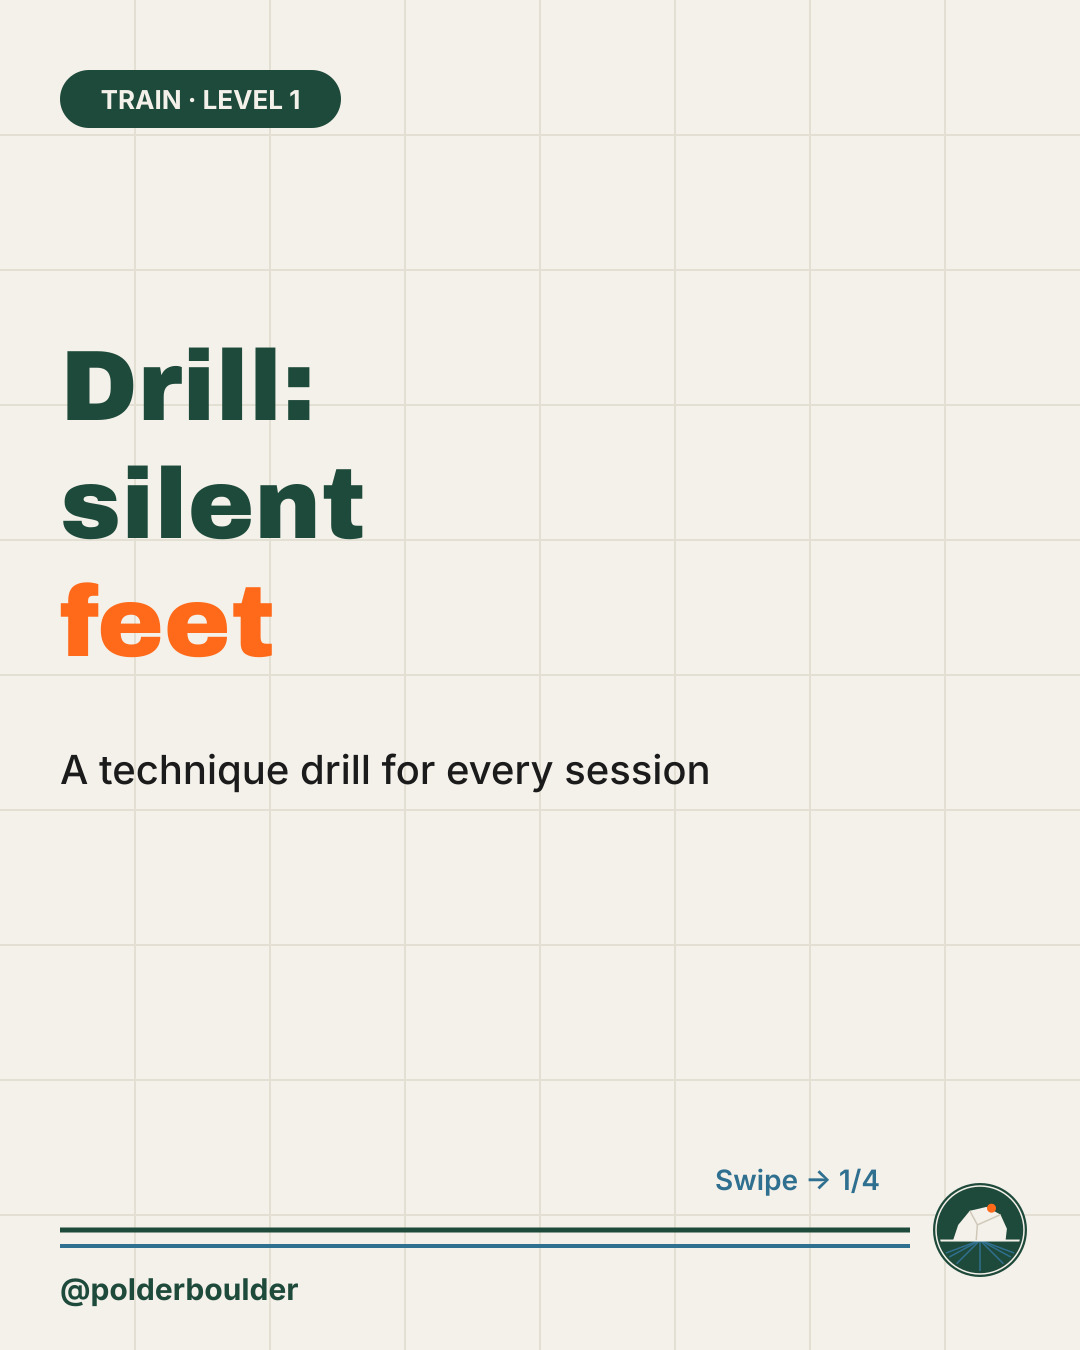 TRAIN · LEVEL 1
Drill:
silent
feet
A technique drill for every session
Swipe → 1/4
@polderboulder